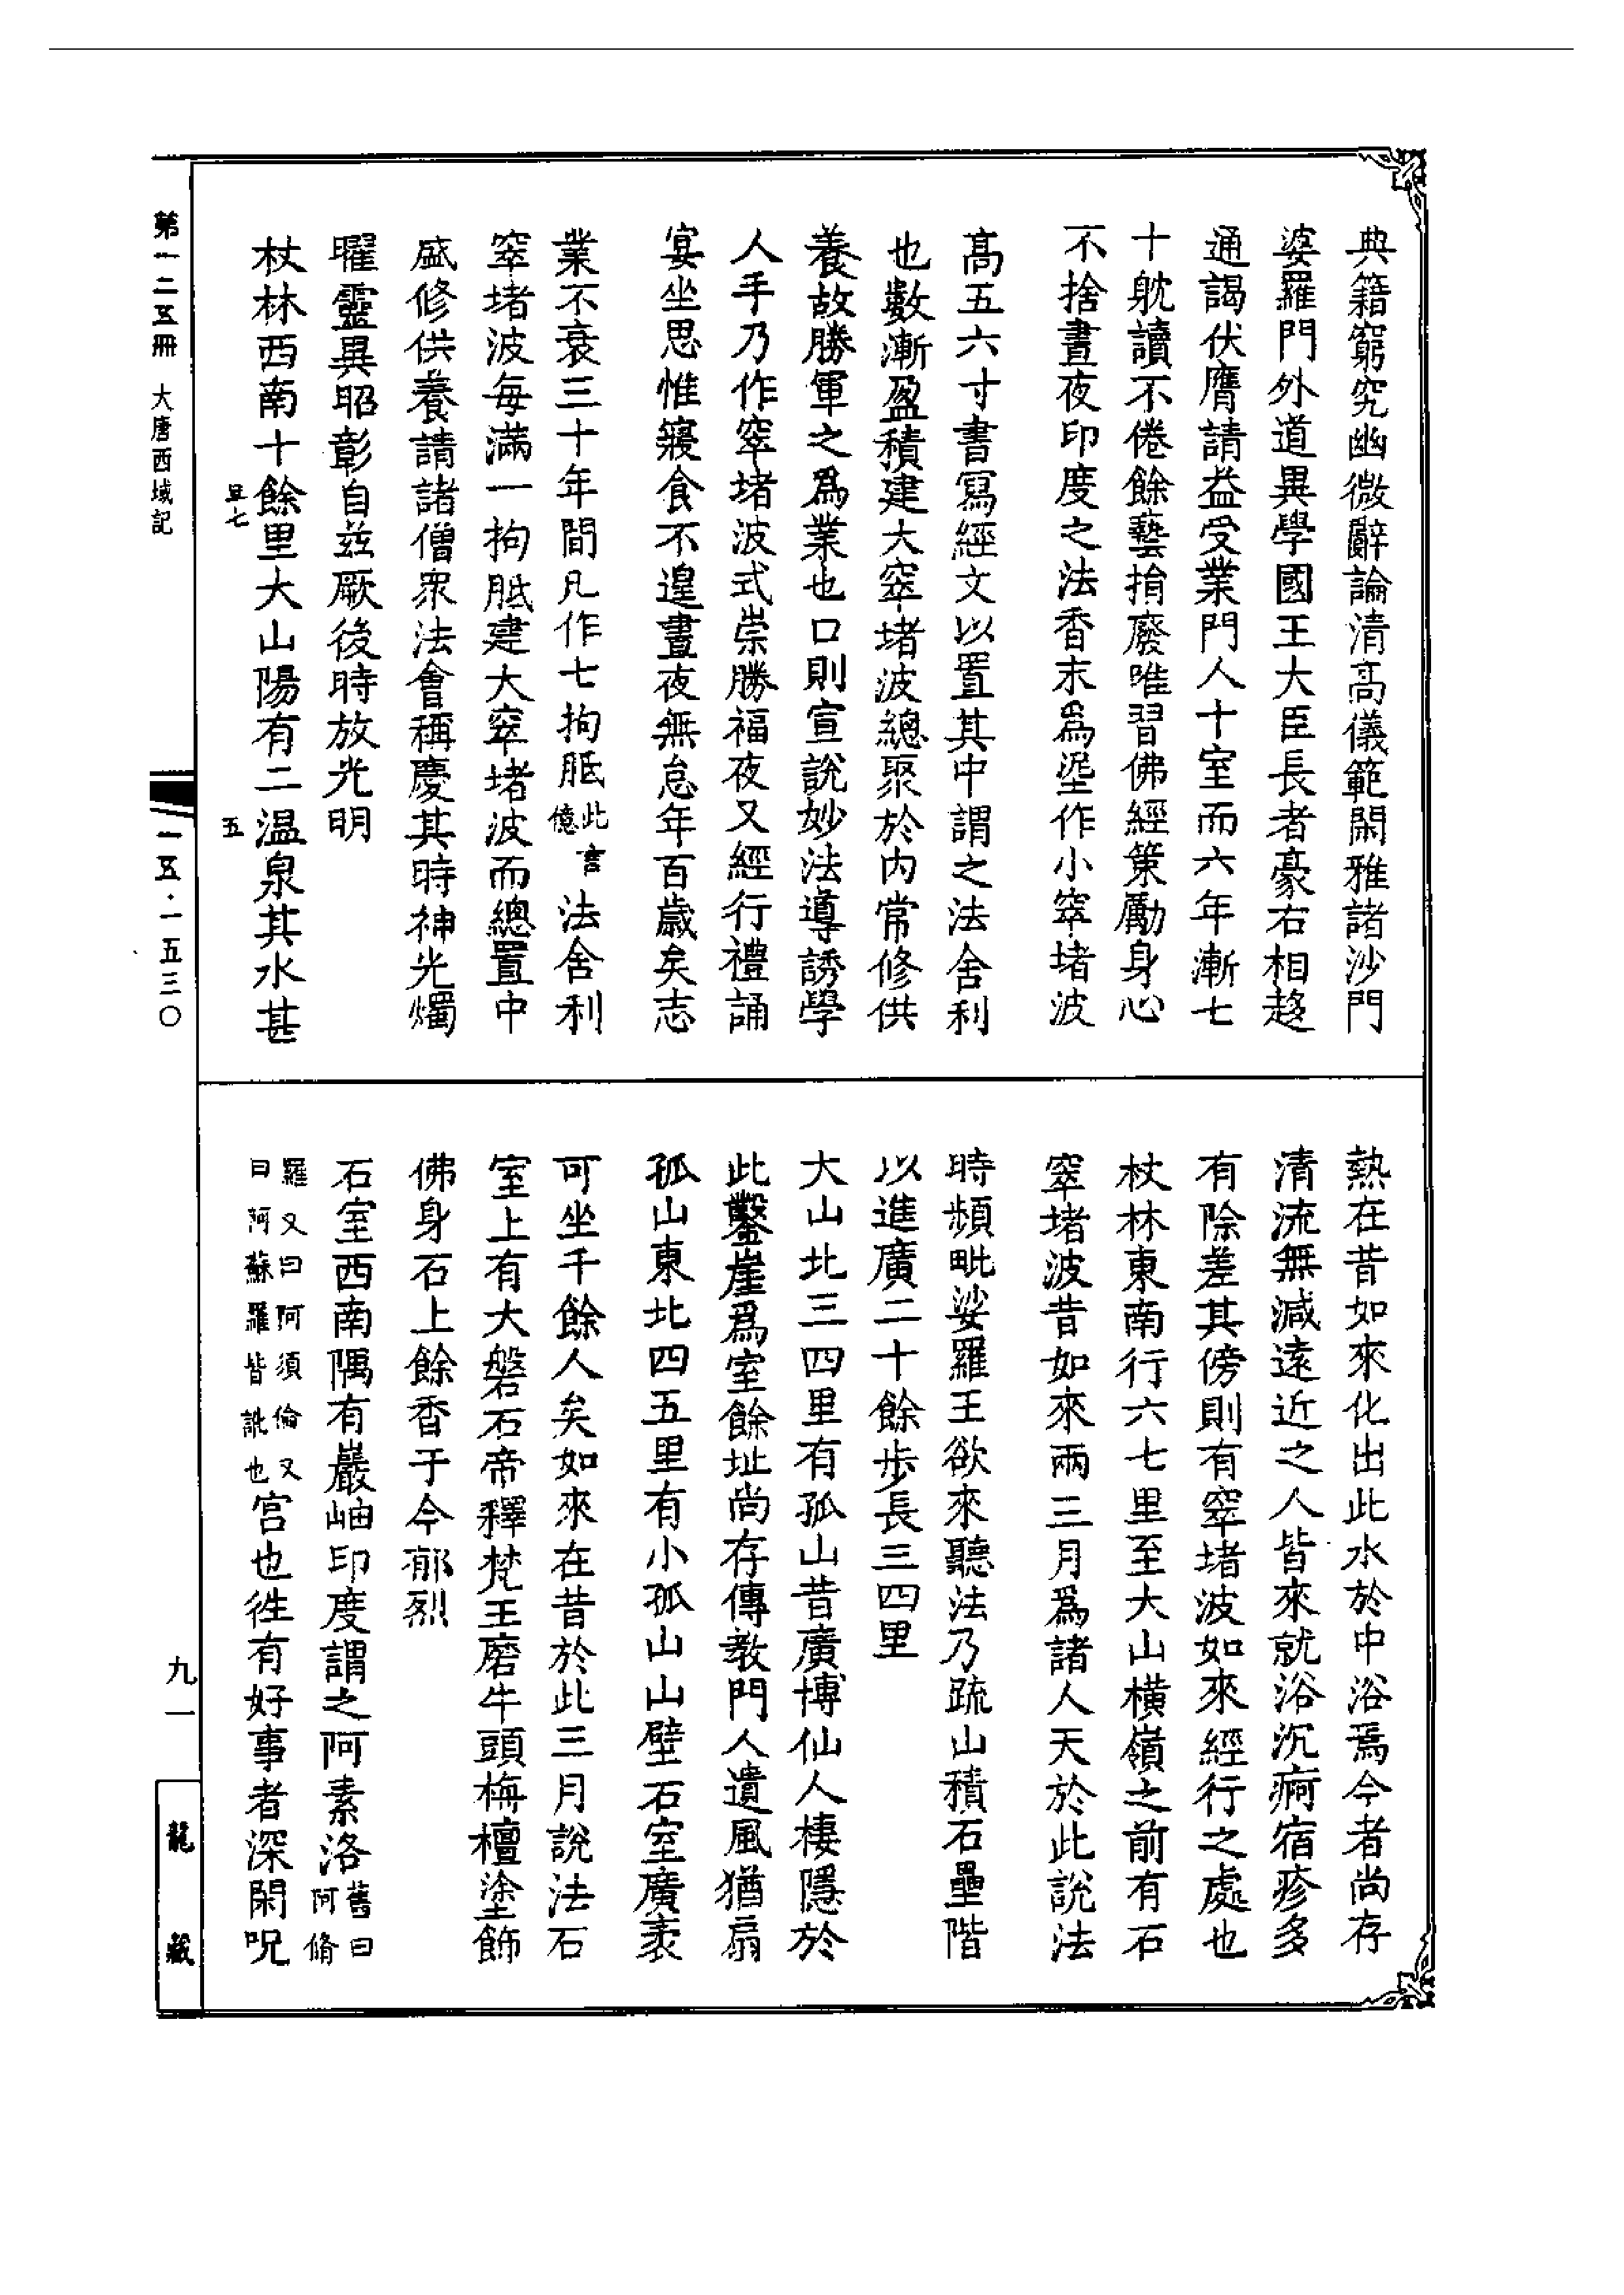 典籍窮究幽微辭論清髙儀範閑雅諸沙門
婆羅門外道異學國王大臣長者豪右相趍
通謁伏膺請益受業門人十室而六年漸七
十躭讀不倦餘藝捐廢唯習佛經策勵身心
不捨晝夜印度之法香末爲埿作小窣堵波
髙五六寸書寫經文以置其中謂之法舍利
也數漸盈積建大窣堵波總聚於内常修供
養故勝軍之爲業也口則宣說妙法導誘學
人手乃作窣堵波式崇勝福夜又經行禮誦
宴坐思惟寢食不遑晝夜無怠年百歲矣志
業不衰三十年間凡作七拘胝此言億法舍利
窣堵波每滿一拘胝建大窣堵波而總置中
盛修供養請諸僧衆法會稱慶其時神光燭
曜靈異昭彰自兹厥後時放光明
杖林西南十餘里大山陽有二温泉其水甚
熱在昔如來化出此水於中浴焉今者尚存
清流無減遠近之人皆來就浴沉痾宿疹多
有除差其傍則有窣堵波如來經行之處也
杖林東南行六七里至大山橫嶺之前有石
窣堵波昔如來兩三月爲諸人天於此說法
時頻毗娑羅王欲來聽法乃疏山積石壘階
以進廣二十餘步長三四里
大山北三四里有孤山昔廣博仙人棲隱於
此鑿崖爲室餘址尚存傳教門人遺風猶扇
孤山東北四五里有小孤山山壁石室廣袤
可坐千餘人矣如來在昔於此三月說法石
室上有大磐石帝釋梵王磨牛頭栴檀塗飾
佛身石上餘香于今郁烈
石室西南隅有巖岫印度謂之阿素洛舊曰阿脩
羅又曰阿須倫又曰阿蘇羅皆訛也宫也徃有好事者深閑呪
第一二五冊 大唐西域記
一五·一五三〇
九一
龍藏
五